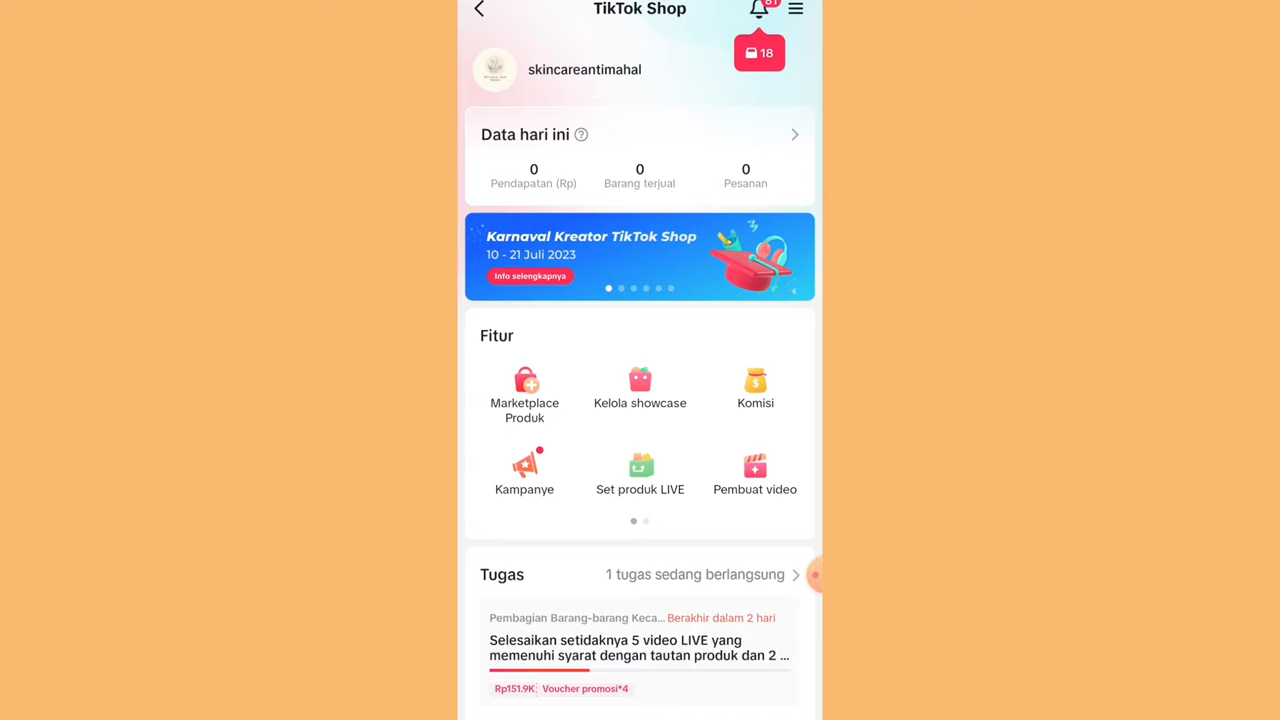 TikTok Shop
18
skincareantimahal
Data hari ini
0 0 0
Pendapatan (Rp) Barang terjual Pesanan
Karnaval Kreator TikTok Shop
10 - 21 Juli 2023
Info selengkapnya
Fitur
Marketplace Produk
Kelola showcase
Komisi
Kampanye
Set produk LIVE
Pembuat video
Tugas
1 tugas sedang berlangsung
Pembagian Barang-barang Keca... Berakhir dalam 2 hari
Selesaikan setidaknya 5 video LIVE yang
memenuhi syarat dengan tautan produk dan 2 ...
Rp151.9K Voucher promosi*4